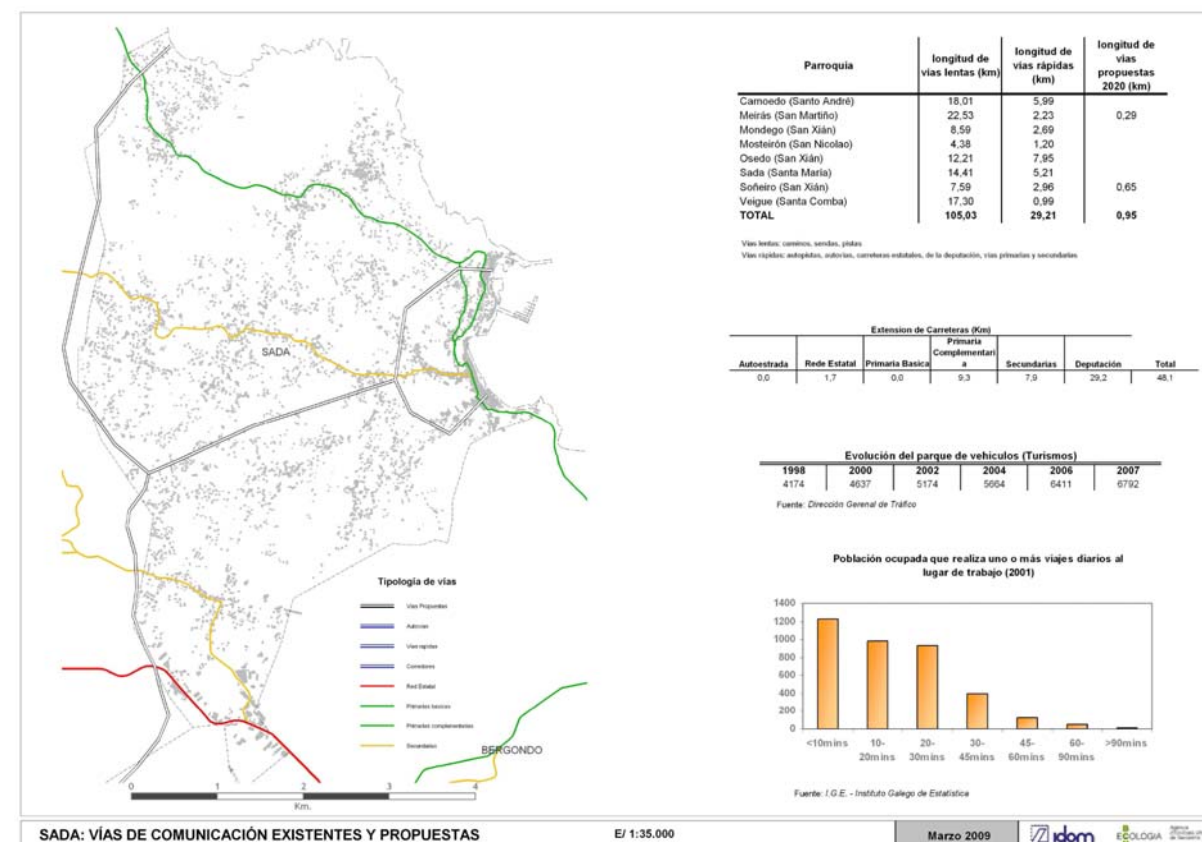 Parroquia
longitud de vias lentas (km)
longitud de vias rápidas (km)
longitud de vias propuestas 2020 (km)
Carnoedo (Santo André) 18,01 5,99
Meirás (San Martiño) 22,53 2,23 0,29
Mondego (San Xián) 8,59 2,69
Mosteirón (San Nicolao) 4,38 1,20
Osedo (San Xián) 12,21 7,95
Sada (Santa María) 14,41 5,21
Soñeiro (San Xián) 7,59 2,96 0,65
Veigue (Santa Comba) 17,30 0,99
TOTAL 105,03 29,21 0,95
Vias lentas: caminos, sendas, pistas
Vias rápidas: autopistas, autovias, carreteras estatales, de la deputación, vias primarias y secundarias
Extension de Carreteras (Km)
Autoestrada
Rede Estatal
Primaria Basica
Primaria
Complementari
a
Secundarias
Deputación
Total
0,0 1,7 0,0 9,3 7,9 29,2 48,1
Evolución del parque de vehiculos (Turismos)
1998 2000 2002 2004 2006 2007
4174 4637 5174 5664 6411 6792
Fuente: Dirección Gerenal de Tráfico
Población ocupada que realiza uno o más viajes diarios al
lugar de trabajo (2001)
1400
1200
1000
800
600
400
200
0
<10mins
10-
20mins
20-
30mins
30-
45mins
45-
60mins
60-
90mins
>90mins
Fuente: I.G.E. - Instituto Galego de Estatística
SADA
BERGONDO
Tipología de vías
Vías Propuestas
Autovias
Vías rapidas
Corredores
Red Estatal
Primarias basicas
Primarias complementarias
Secundarias
0 1 2 3 4
Km.
SADA: VÍAS DE COMUNICACIÓN EXISTENTES Y PROPUESTAS
E/ 1:35.000
Marzo 2009
idom
ECOLOGIA